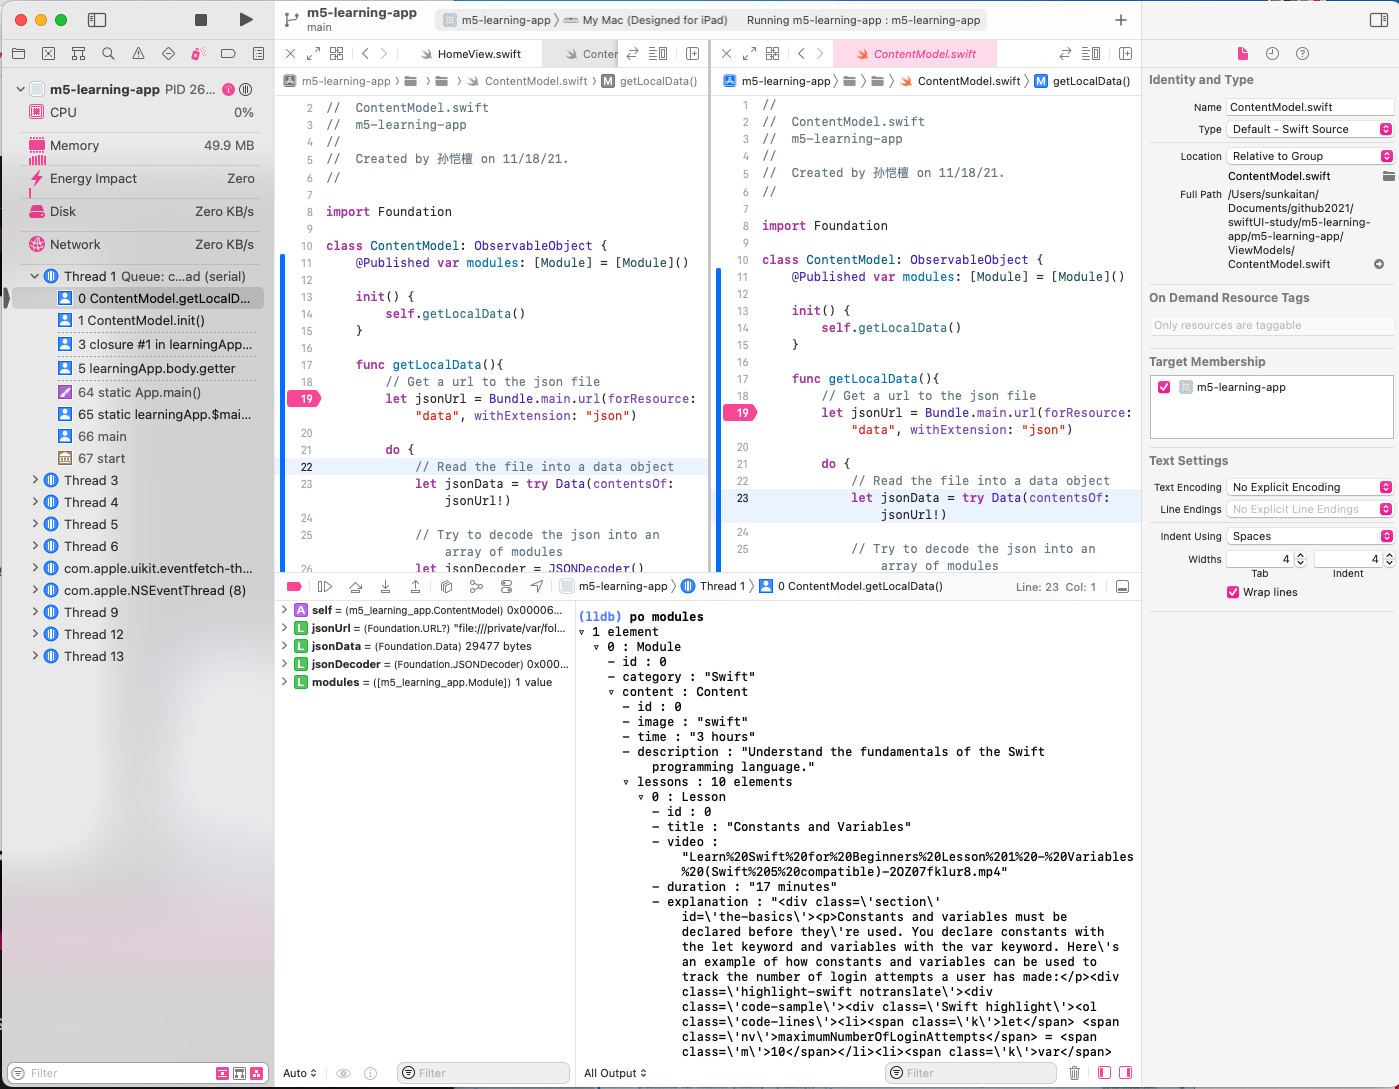 m5-learning-app
main
m5-learning-app
My Mac (Designed for iPad)
Running m5-learning-app : m5-learning-app
m5-learning-app PID 26...
CPU 0%
Memory 49.9 MB
Energy Impact Zero
Disk Zero KB/s
Network Zero KB/s
Thread 1 Queue: c...ad (serial)
0 ContentModel.getLocalD...
1 ContentModel.init()
3 closure #1 in learningApp...
5 learningApp.body.getter
64 static App.main()
65 static learningApp.$mai...
66 main
67 start
Thread 3
Thread 4
Thread 5
Thread 6
com.apple.uikit.eventfetch-th...
com.apple.NSEventThread (8)
Thread 9
Thread 12
Thread 13
Filter
HomeView.swift
Conter
m5-learning-app
ContentModel.swift
M getLocalData()
2 //  ContentModel.swift
3 //  m5-learning-app
4 //
5 //  Created by 孙恺檀 on 11/18/21.
6 //
7
8 import Foundation
9
10 class ContentModel: ObservableObject {
11     @Published var modules: [Module] = [Module]()
12
13     init() {
14         self.getLocalData()
15     }
16
17     func getLocalData(){
18         // Get a url to the json file
19         let jsonUrl = Bundle.main.url(forResource:
"data", withExtension: "json")
20
21         do {
22             // Read the file into a data object
23             let jsonData = try Data(contentsOf:
jsonUrl!)
24
25             // Try to decode the json into an
array of modules
26             let jsonDecoder = JSONDecoder()
ContentModel.swift
m5-learning-app
ContentModel.swift
M getLocalData()
1 //
2 //  ContentModel.swift
3 //  m5-learning-app
4 //
5 //  Created by 孙恺檀 on 11/18/21.
6 //
7
8 import Foundation
9
10 class ContentModel: ObservableObject {
11     @Published var modules: [Module] = [Module]()
12
13     init() {
14         self.getLocalData()
15     }
16
17     func getLocalData(){
18         // Get a url to the json file
19         let jsonUrl = Bundle.main.url(forResource:
"data", withExtension: "json")
20
21         do {
22             // Read the file into a data object
23             let jsonData = try Data(contentsOf:
jsonUrl!)
24
25             // Try to decode the json into an
array of modules
m5-learning-app
Thread 1
0 ContentModel.getLocalData()
Line: 23 Col: 1
A self = (m5_learning_app.ContentModel) 0x00006...
L jsonUrl = (Foundation.URL?) "file:///private/var/fol...
L jsonData = (Foundation.Data) 29477 bytes
L jsonDecoder = (Foundation.JSONDecoder) 0x000...
L modules = ([m5_learning_app.Module]) 1 value
Auto
Filter
(lldb) po modules
▿ 1 element
▿ 0 : Module
- id : 0
- category : "Swift"
▿ content : Content
- id : 0
- image : "swift"
- time : "3 hours"
- description : "Understand the fundamentals of the Swift
programming language."
▿ lessons : 10 elements
▿ 0 : Lesson
- id : 0
- title : "Constants and Variables"
- video :
"Learn%20Swift%20for%20Beginners%20Lesson%201%20-%20Variables
%20(Swift%205%20compatible)-2OZ07fklur8.mp4"
- duration : "17 minutes"
- explanation : "<div class=\'section\'
id=\'the-basics\'><p>Constants and variables must be
declared before they\'re used. You declare constants with
the let keyword and variables with the var keyword. Here\'s
an example of how constants and variables can be used to
track the number of login attempts a user has made:</p><div
class=\'highlight-swift notranslate\'><div
class=\'code-sample\'><div class=\'Swift highlight\'><ol
class=\'code-lines\'><li><span class=\'k\'>let</span> <span
class=\'nv\'>maximumNumberOfLoginAttempts</span> = <span
class=\'m\'>10</span></li><li><span class=\'k\'>var</span>
All Output
Filter
Identity and Type
Name ContentModel.swift
Type Default - Swift Source
Location Relative to Group
ContentModel.swift
Full Path /Users/sunkaitan/
Documents/github2021/
swiftUI-study/m5-learning-
app/m5-learning-app/
ViewModels/
ContentModel.swift
On Demand Resource Tags
Only resources are taggable
Target Membership
m5-learning-app
Text Settings
Text Encoding No Explicit Encoding
Line Endings No Explicit Line Endings
Indent Using Spaces
Widths 4 4
Tab Indent
Wrap lines